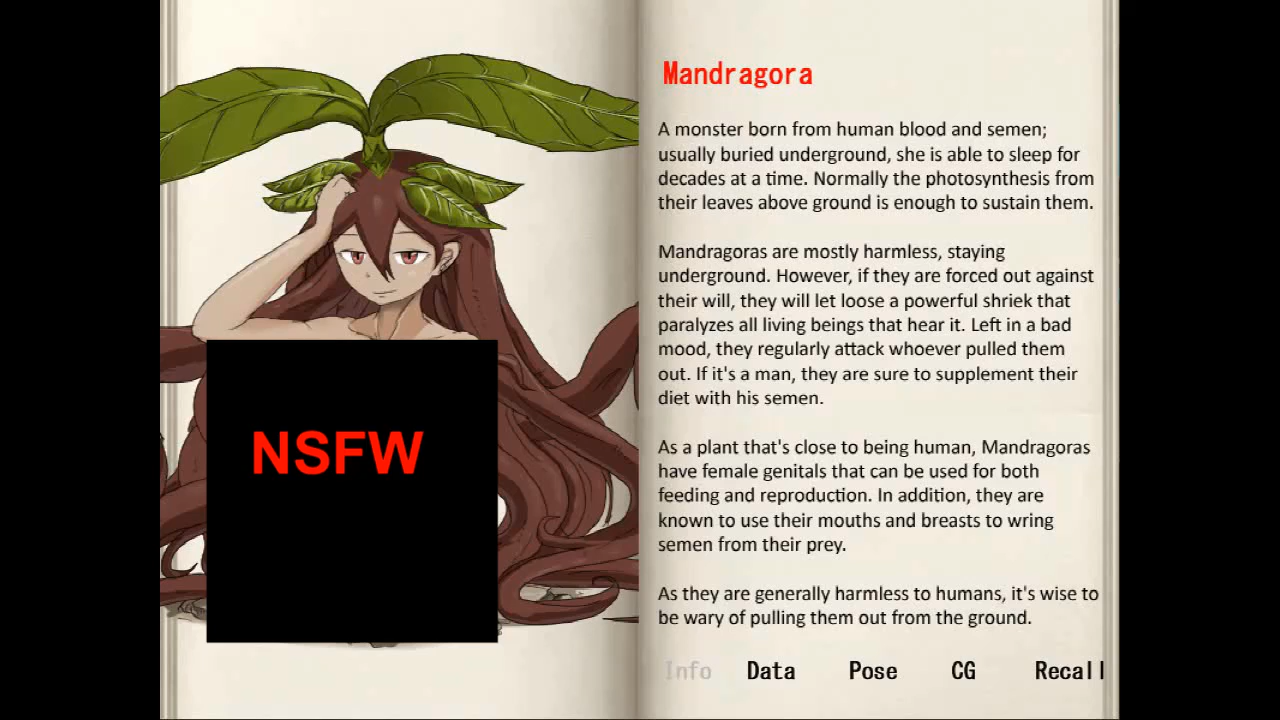 Mandragora
A monster born from human blood and semen;
usually buried underground, she is able to sleep for
decades at a time. Normally the photosynthesis from
their leaves above ground is enough to sustain them.
Mandragoras are mostly harmless, staying
underground. However, if they are forced out against
their will, they will let loose a powerful shriek that
paralyzes all living beings that hear it. Left in a bad
mood, they regularly attack whoever pulled them
out. If it's a man, they are sure to supplement their
diet with his semen.
As a plant that's close to being human, Mandragoras
have female genitals that can be used for both
feeding and reproduction. In addition, they are
known to use their mouths and breasts to wring
semen from their prey.
As they are generally harmless to humans, it's wise to
be wary of pulling them out from the ground.
Info Data Pose CG Recall
NSFW